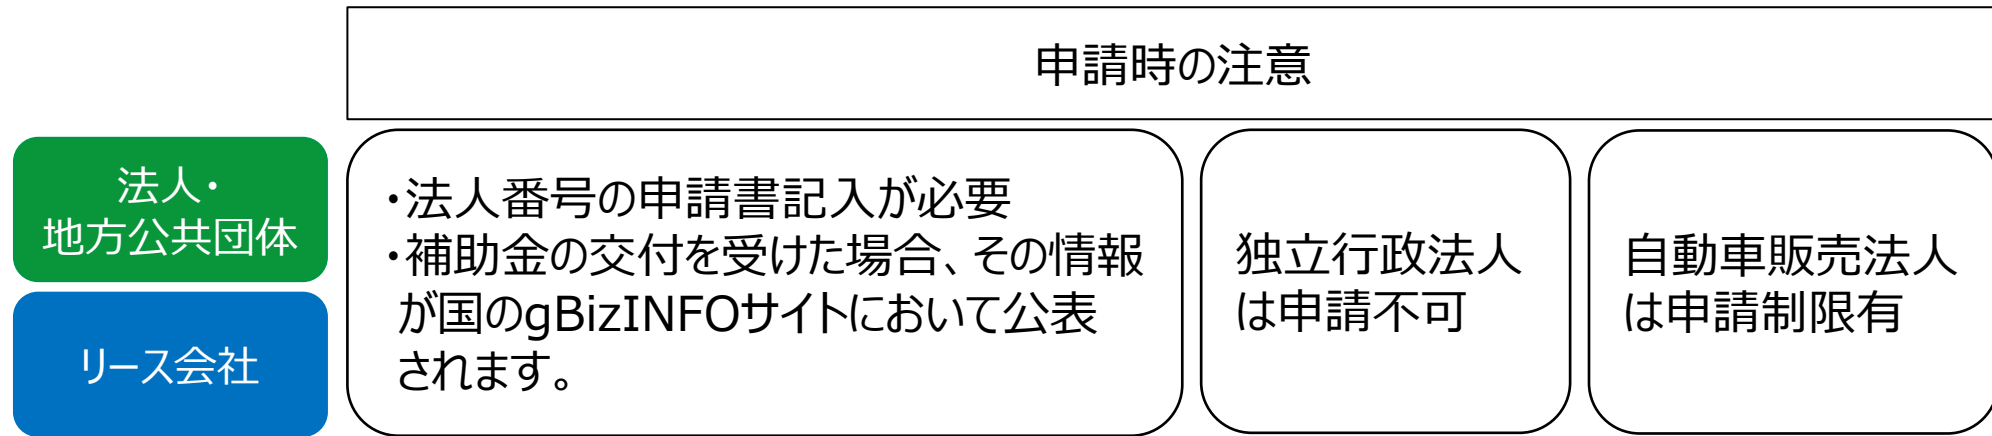 申請時の注意
法人・
地方公共団体
リース会社
・法人番号の申請書記入が必要
・補助金の交付を受けた場合、その情報
が国のgBizINFOサイトにおいて公表
されます。
独立行政法人
は申請不可
自動車販売法人
は申請制限有